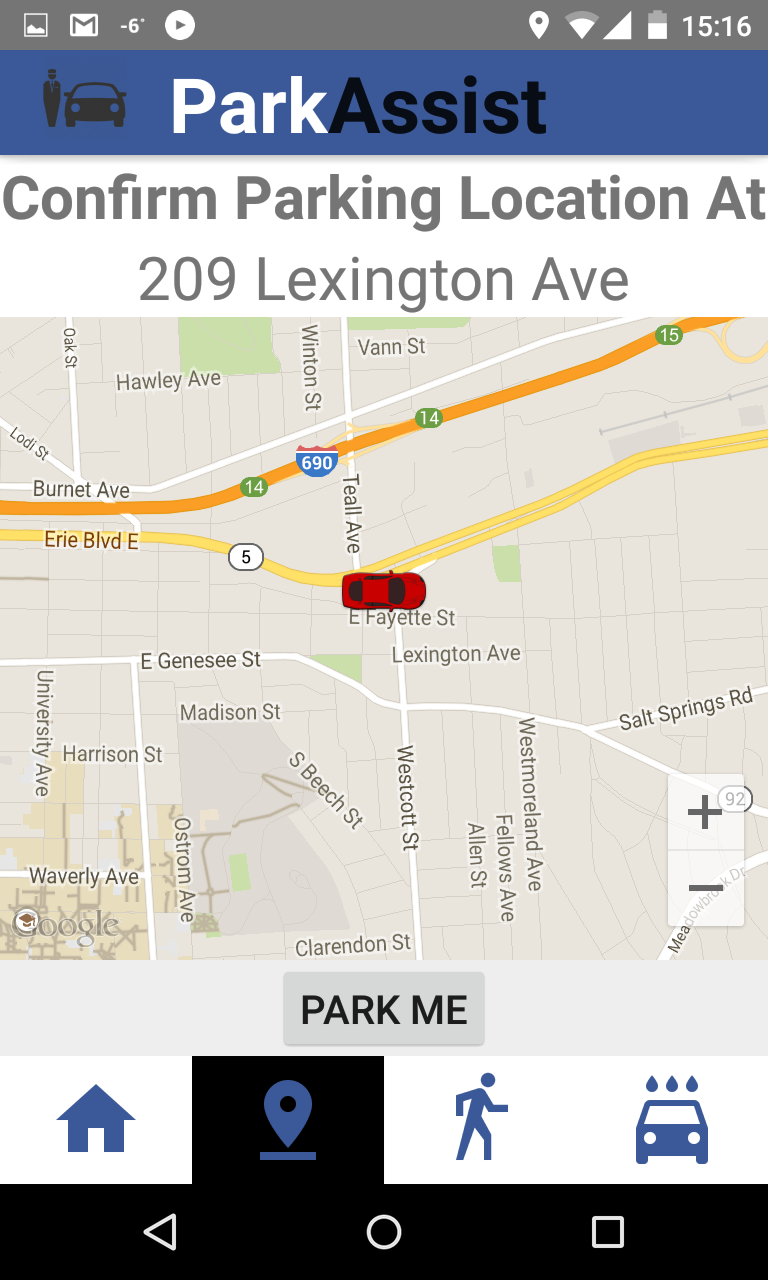 -6° 15:16
ParkAssist
Confirm Parking Location At
209 Lexington Ave
Oak St
Winton St
Vann St
15
Hawley Ave
14
Lodi St
690
Burnet Ave
14
Teall Ave
Erie Blvd E
5
E Fayette St
Lexington Ave
E Genesee St
University Ave
Madison St
Salt Springs Rd
Harrison St
S Beech St
Westcott St
Westmoreland Ave
92
+
Ostrom Ave
Allen St
Fellows Ave
Waverly Ave
−
Meadowbrook Dr
Google
Clarendon St
PARK ME